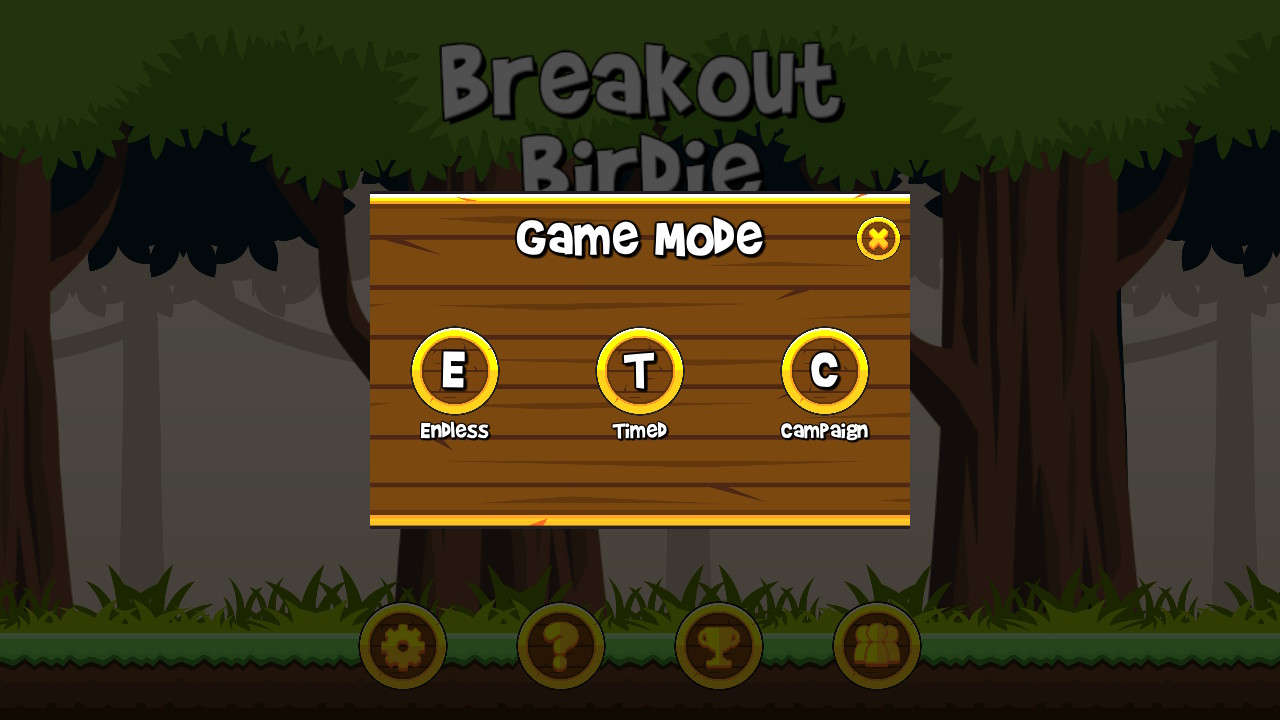 Breakout
Birdie
Game Mode
E
T
C
Endless
Timed
Campaign